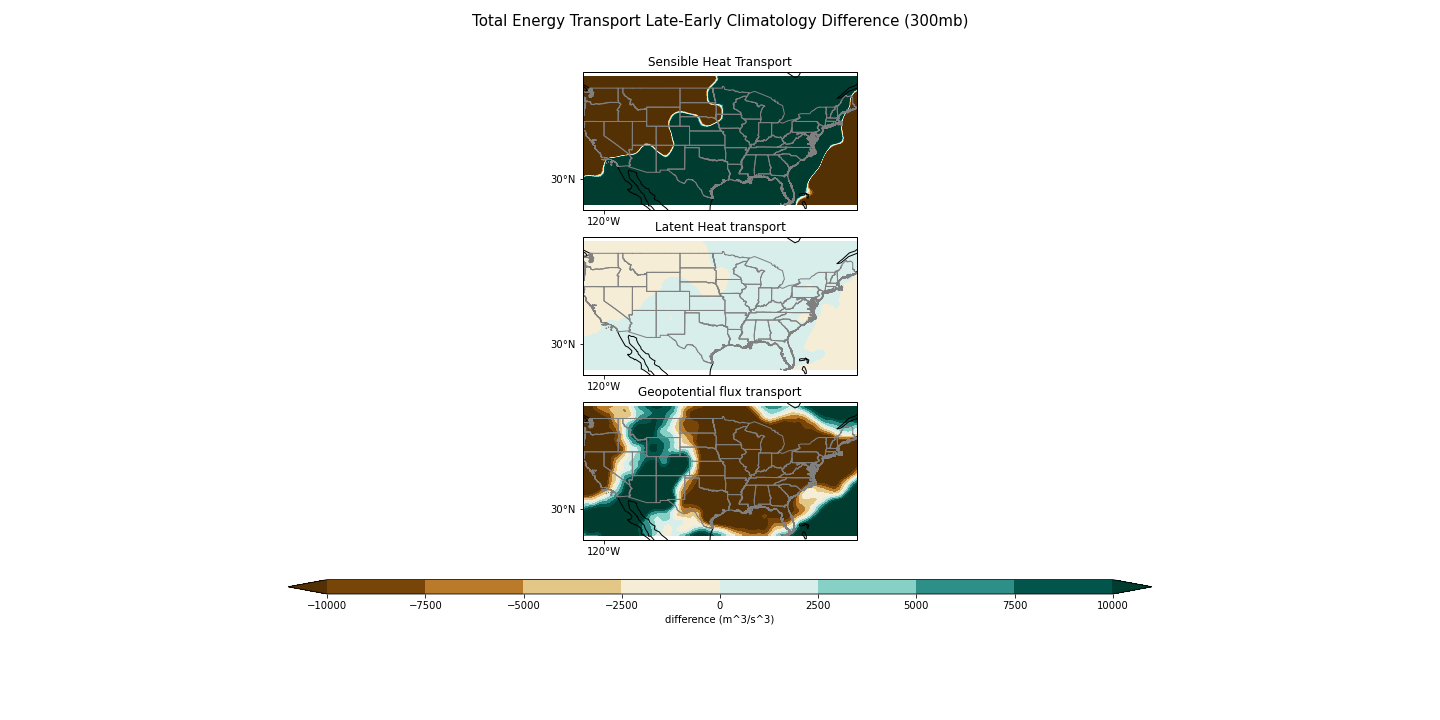 Total Energy Transport Late-Early Climatology Difference (300mb)
Sensible Heat Transport
30°N
120°W
Latent Heat transport
30°N
120°W
Geopotential flux transport
30°N
120°W
−10000 −7500 −5000 −2500 0 2500 5000 7500 10000
difference (m^3/s^3)